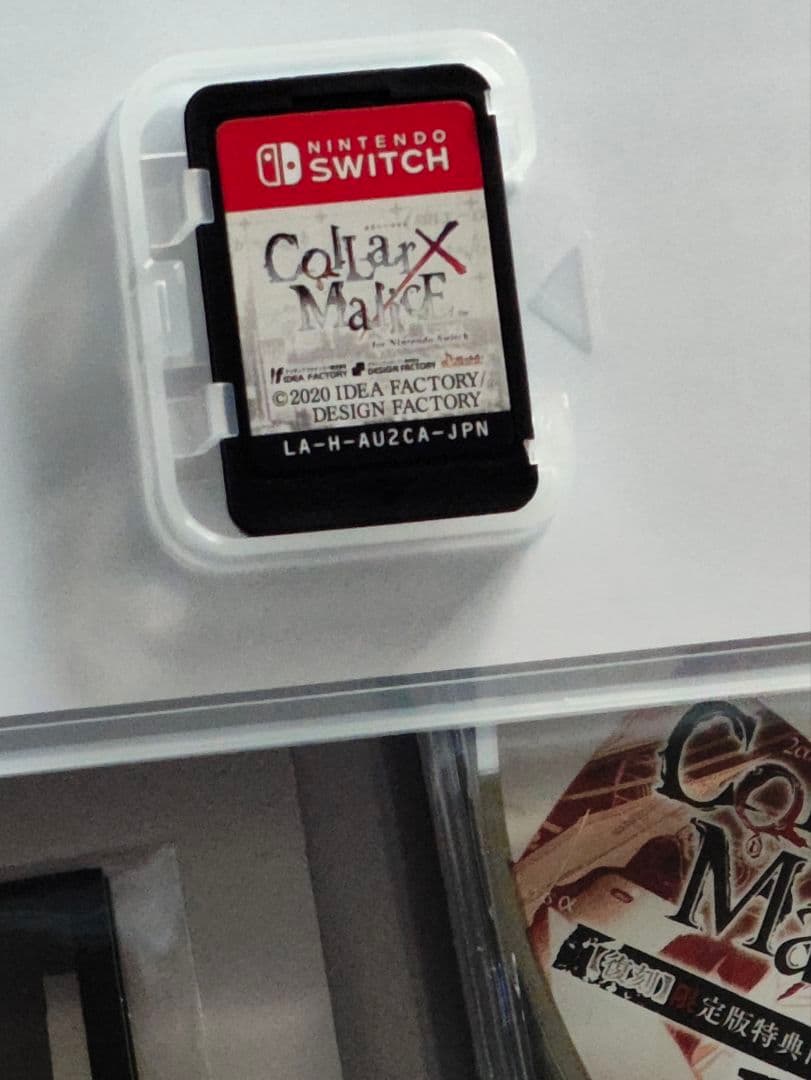 NINTENDO
SWITCH
CollarX
Malice
for Nintendo Switch
IDEA FACTORY DESIGN FACTORY
©2020 IDEA FACTORY/
DESIGN FACTORY
LA-H-AU2CA-JPN
Co
Ma
【復刻】限定版特典